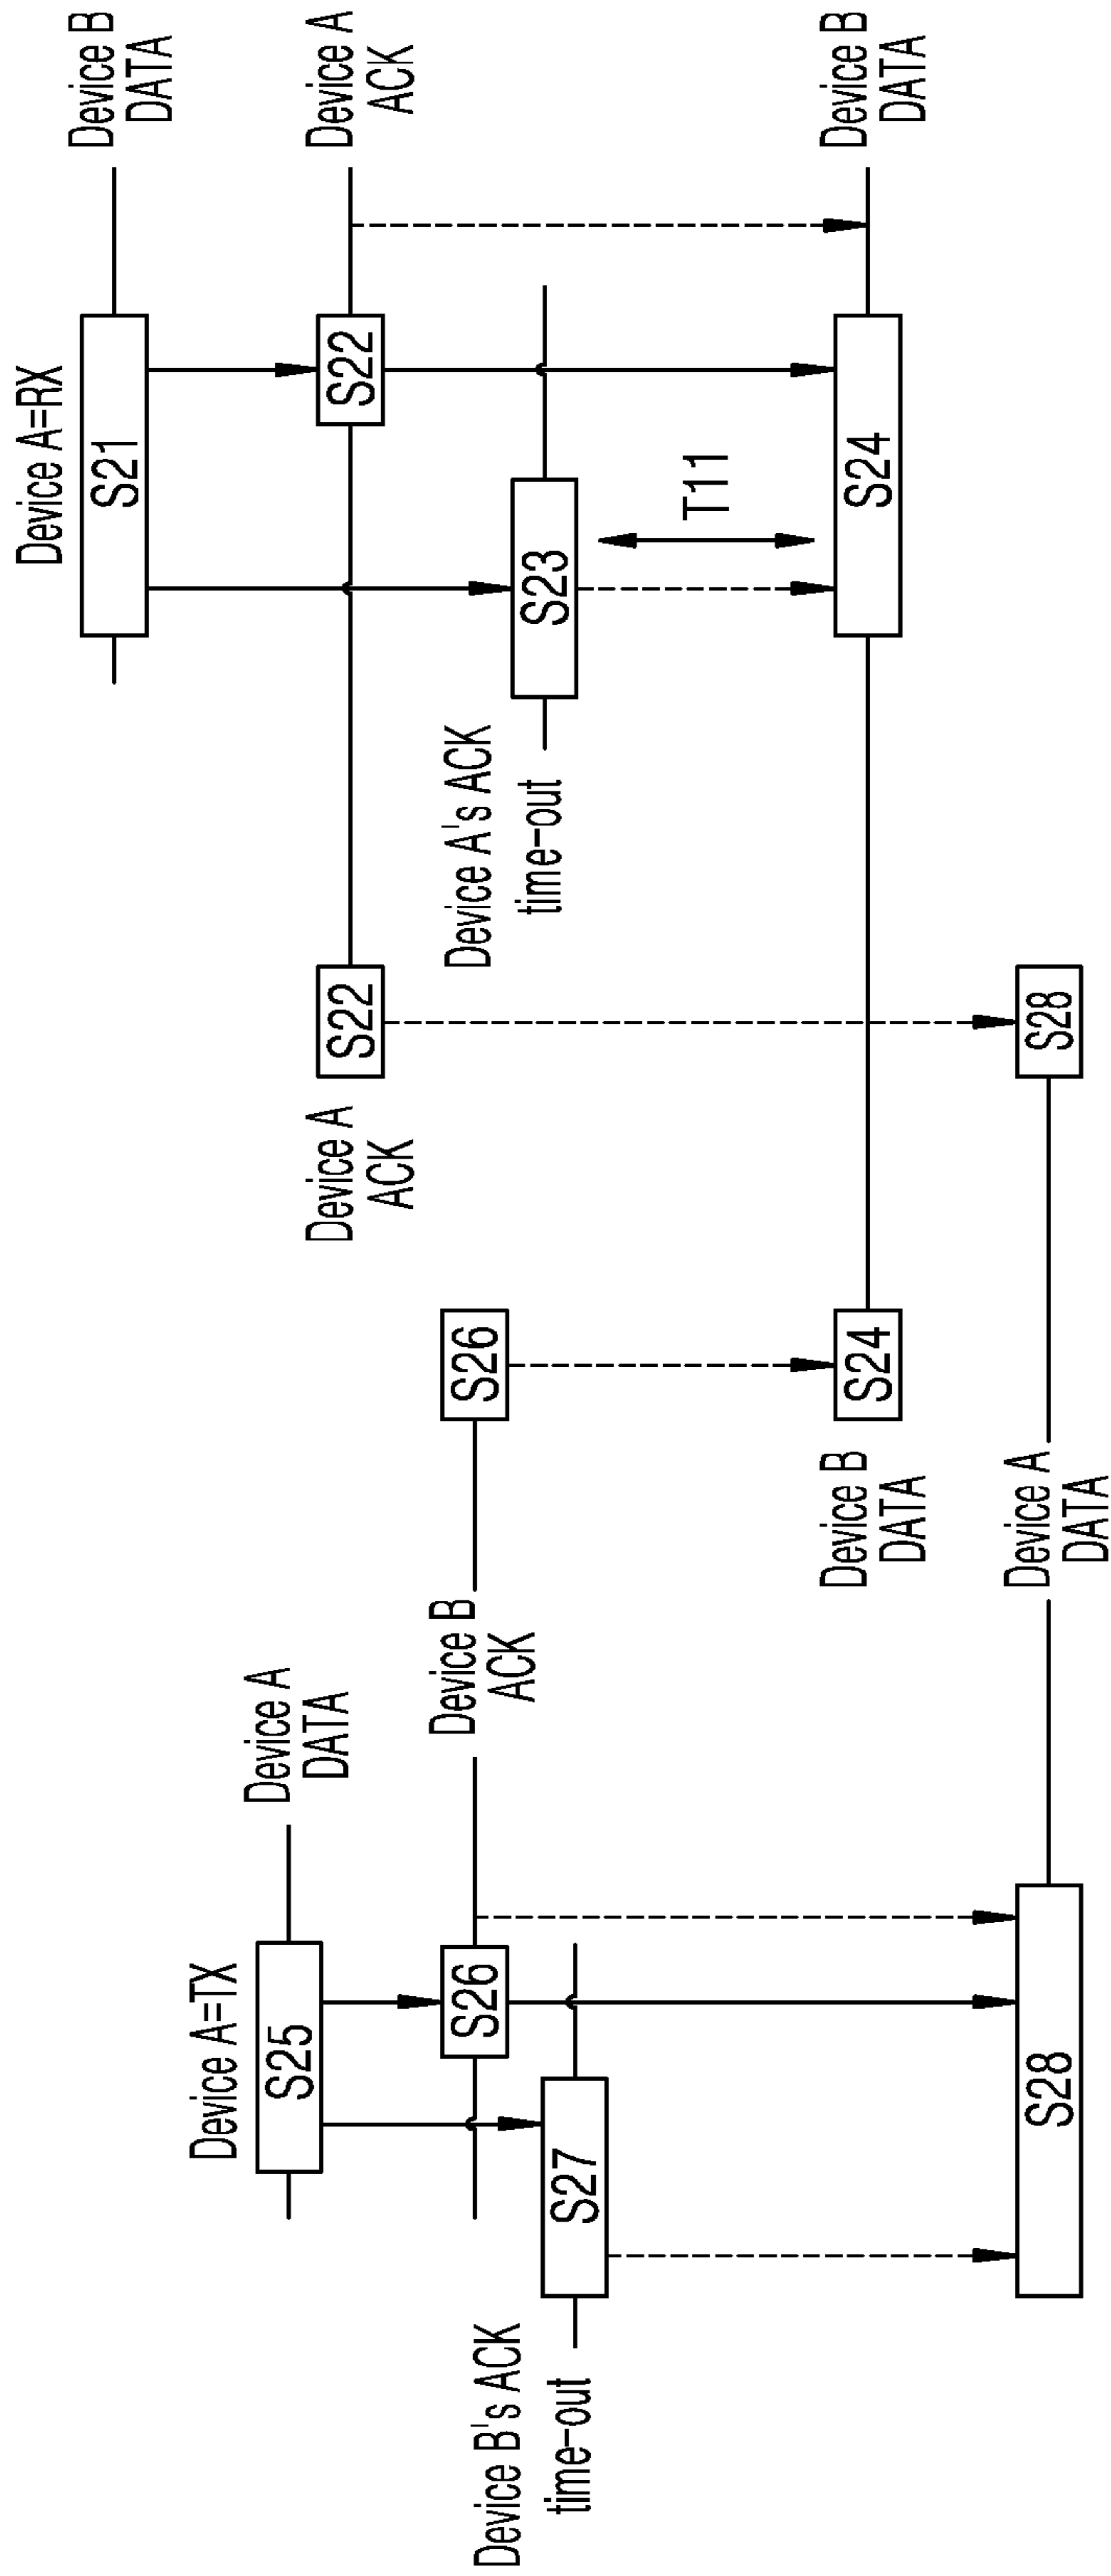 Device A=TX
Device A
DATA
S25
Device B
ACK
S26
S26
Device B's ACK
time-out
S27
Device A
DATA
S28
S28
Device A=RX
Device B
DATA
S21
Device A
ACK
S22
S22
Device A
ACK
Device A's ACK
time-out
S23
T11
Device B
DATA
S24
S24
Device B
DATA